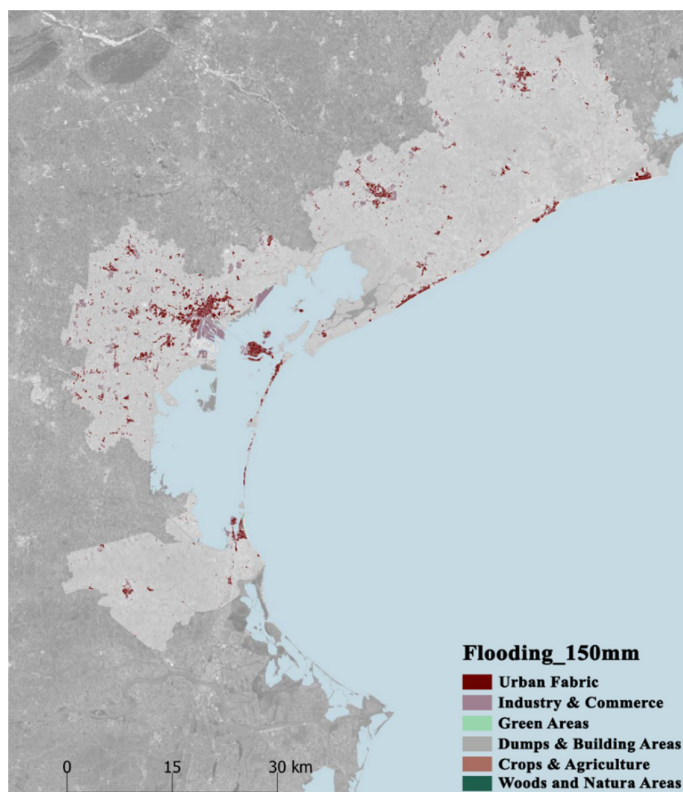 Flooding_150mm
Urban Fabric
Industry & Commerce
Green Areas
Dumps & Building Areas
Crops & Agriculture
Woods and Natura Areas
0 15 30 km